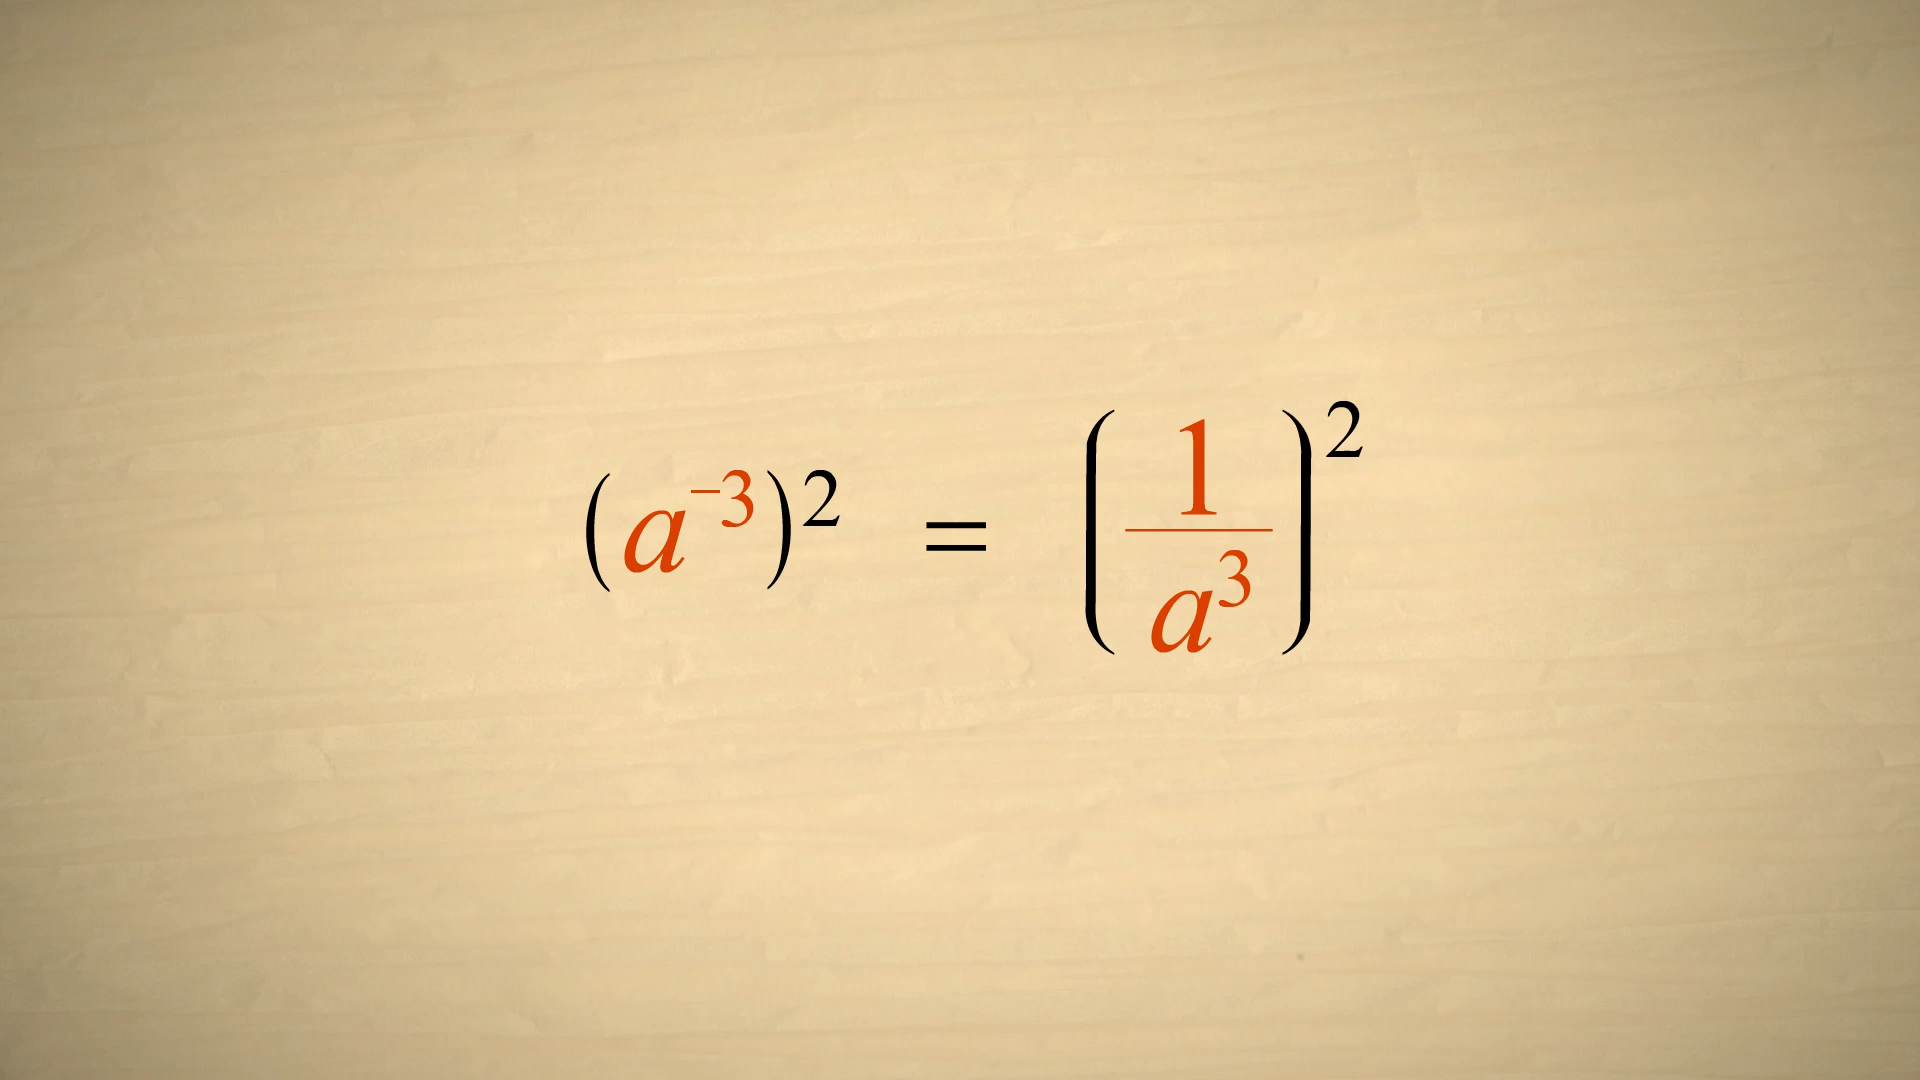 (a⁻³)² = (1/a³)²